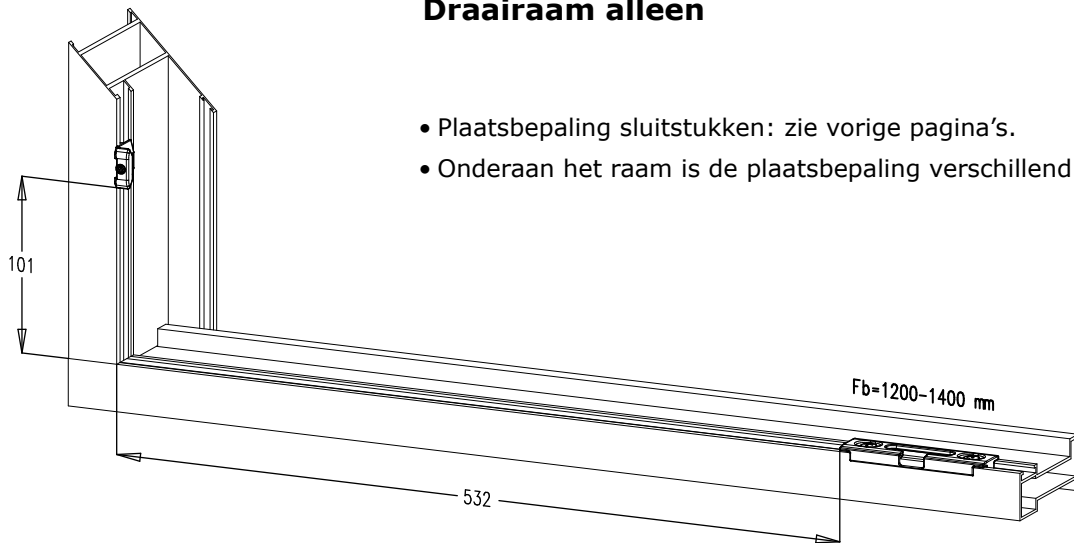 Draairaam alleen
• Plaatsbepaling sluitstukken: zie vorige pagina's.
• Onderaan het raam is de plaatsbepaling verschillend
101
Fb=1200-1400 mm
532